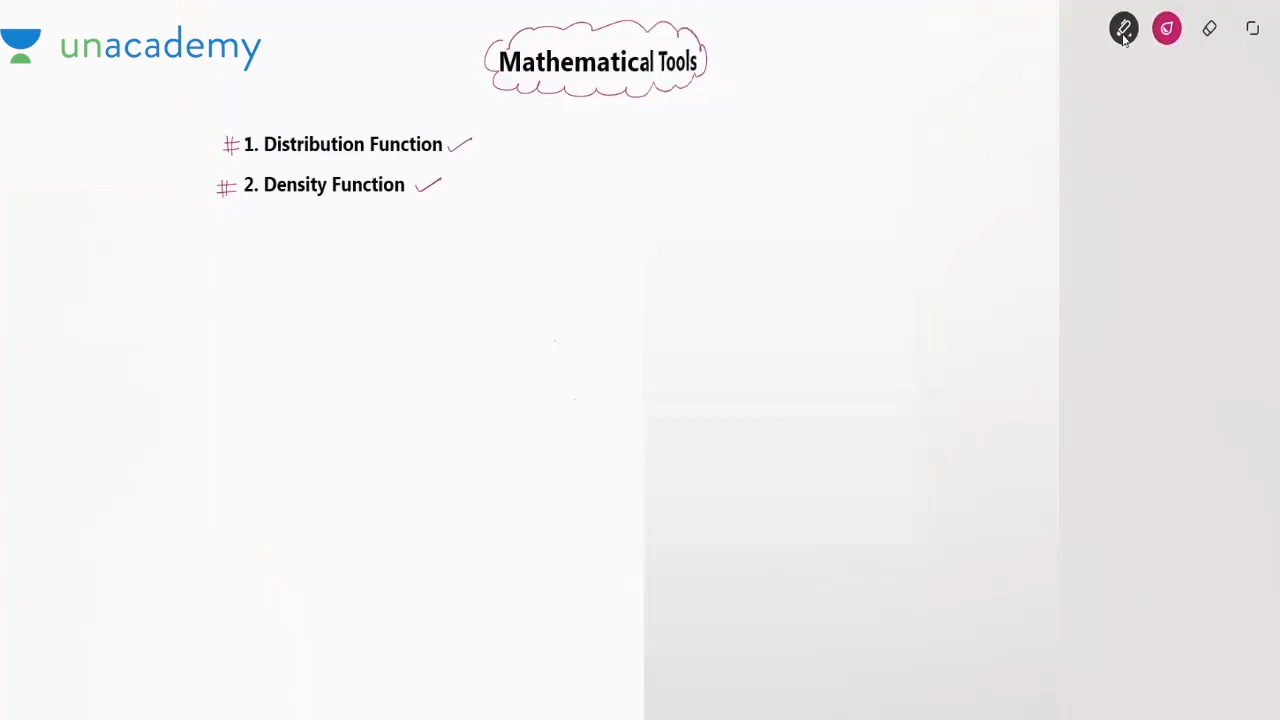 unacademy
Mathematical Tools
# 1. Distribution Function
# 2. Density Function